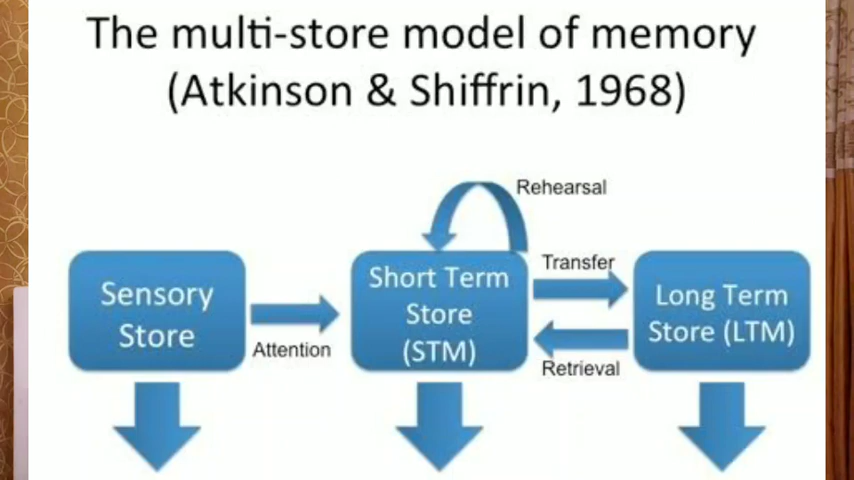 The multi-store model of memory
(Atkinson & Shiffrin, 1968)
Rehearsal
Sensory
Store
Attention
Short Term
Store
(STM)
Transfer
Retrieval
Long Term
Store (LTM)